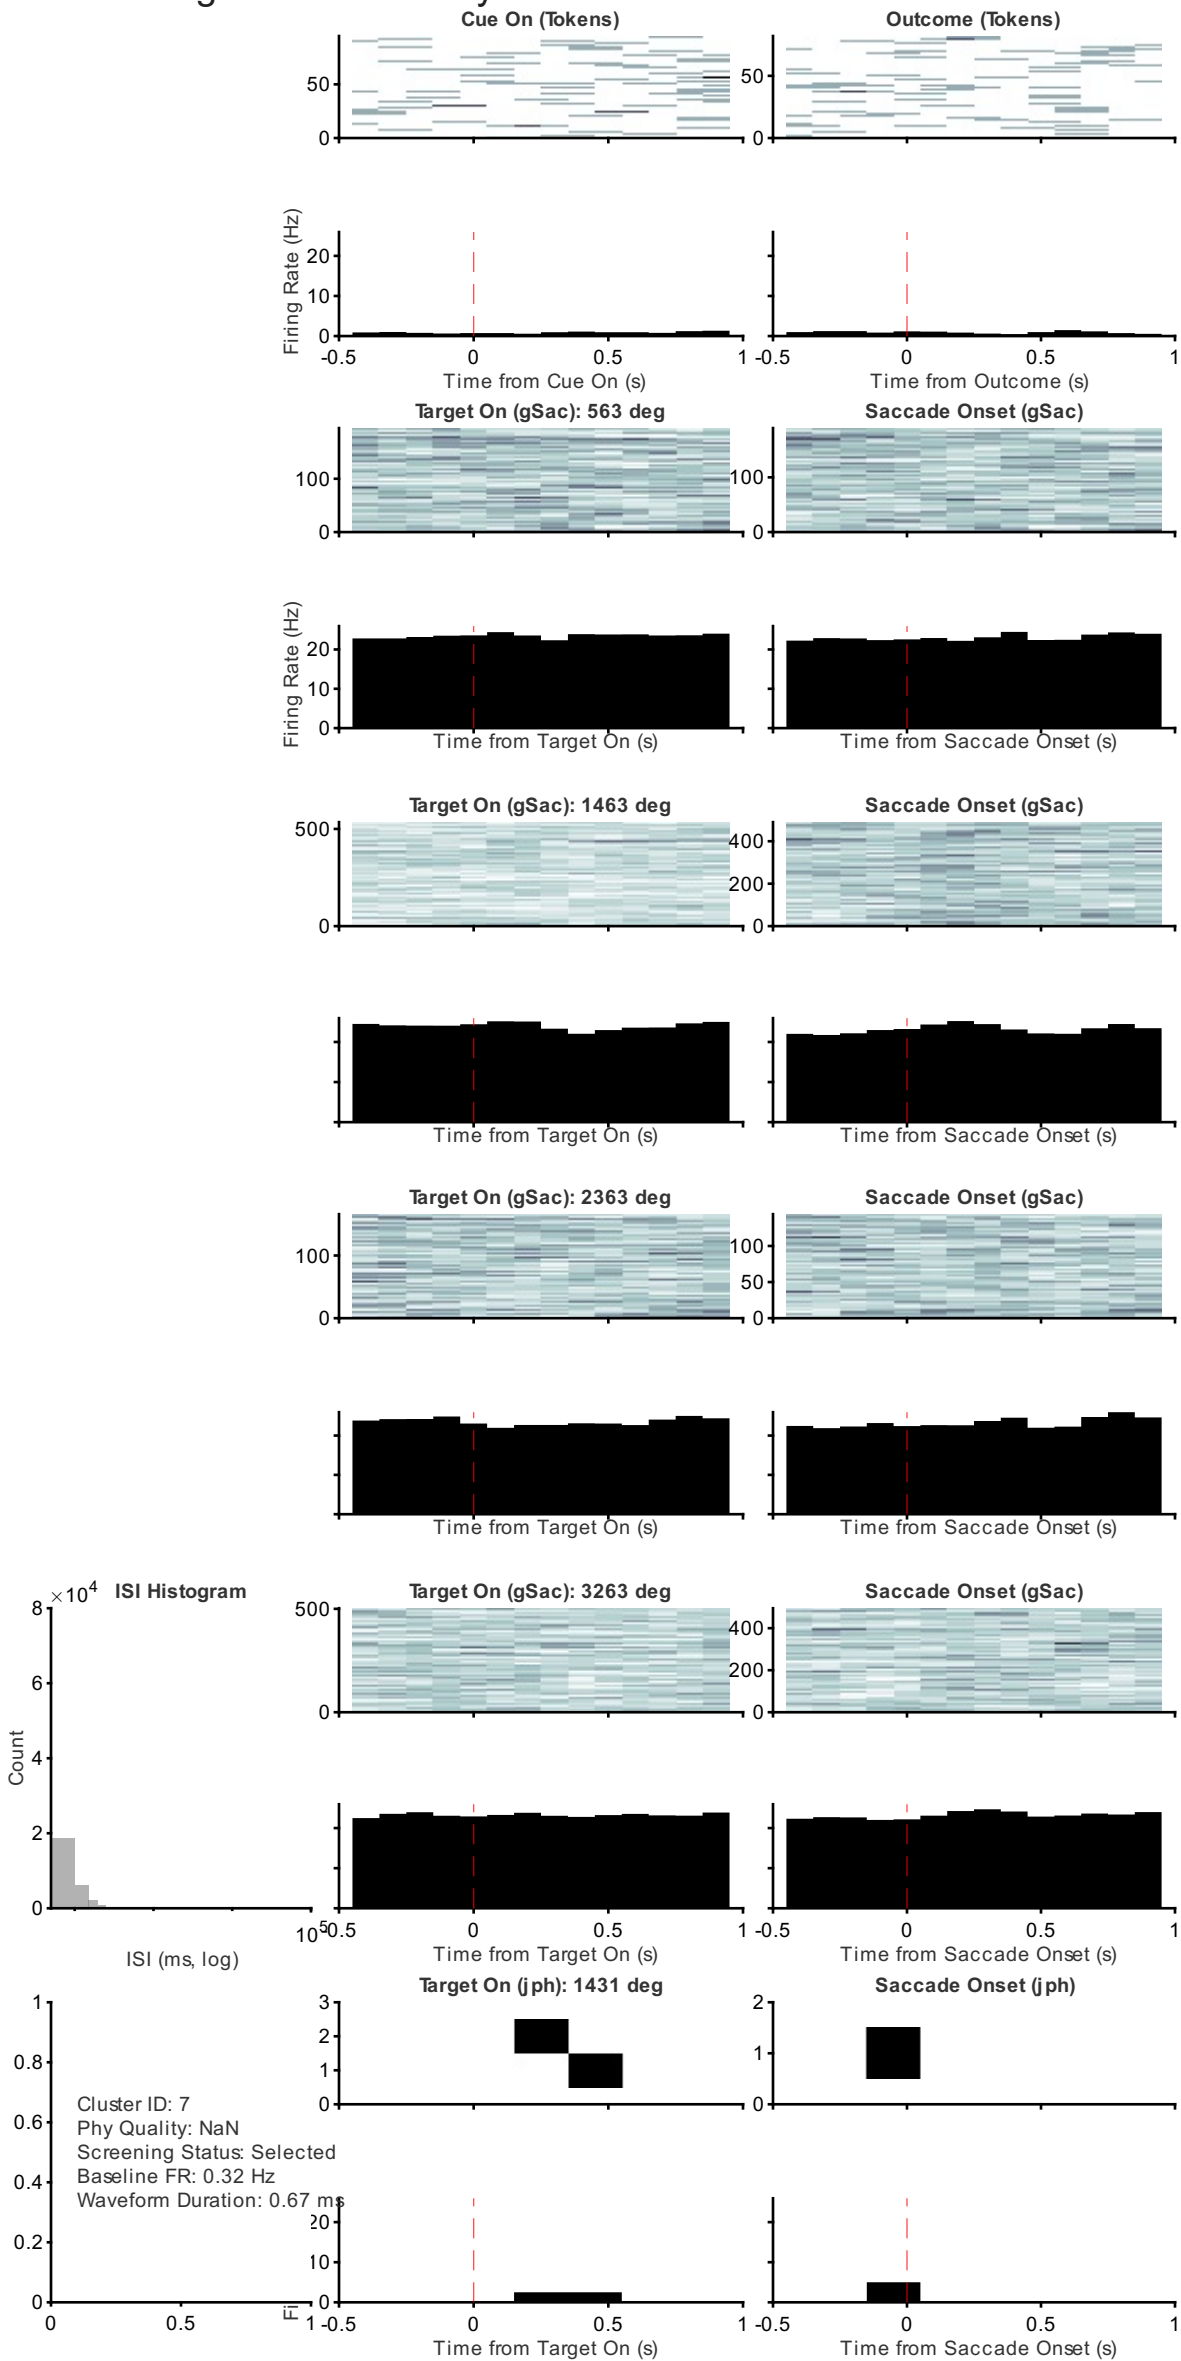 Cue On (Tokens)
Outcome (Tokens)
50
0
50
0
Firing Rate (Hz)
20
10
0
-0.5
0
0.5
1
-0.5
0
0.5
1
Time from Cue On (s)
Time from Outcome (s)
Target On (gSac): 563 deg
Saccade Onset (gSac)
100
0
100
0
Firing Rate (Hz)
20
10
0
Time from Target On (s)
Time from Saccade Onset (s)
Target On (gSac): 1463 deg
Saccade Onset (gSac)
500
0
400
200
0
Time from Target On (s)
Time from Saccade Onset (s)
Target On (gSac): 2363 deg
Saccade Onset (gSac)
100
0
100
50
0
Time from Target On (s)
Time from Saccade Onset (s)
×10^4
ISI Histogram
8
6
4
2
0
Count
10^5
ISI (ms, log)
Target On (gSac): 3263 deg
Saccade Onset (gSac)
500
0
400
200
0
-0.5
0
0.5
1
-0.5
0
0.5
1
Time from Target On (s)
Time from Saccade Onset (s)
Target On (jph): 1431 deg
Saccade Onset (jph)
1
0.8
0.6
0.4
0.2
0
0
0.5
1
Cluster ID: 7
Phy Quality: NaN
Screening Status: Selected
Baseline FR: 0.32 Hz
Waveform Duration: 0.67 ms
3
2
1
0
2
1
0
Fi
20
10
0
-0.5
0
0.5
1
-0.5
0
0.5
1
Time from Target On (s)
Time from Saccade Onset (s)